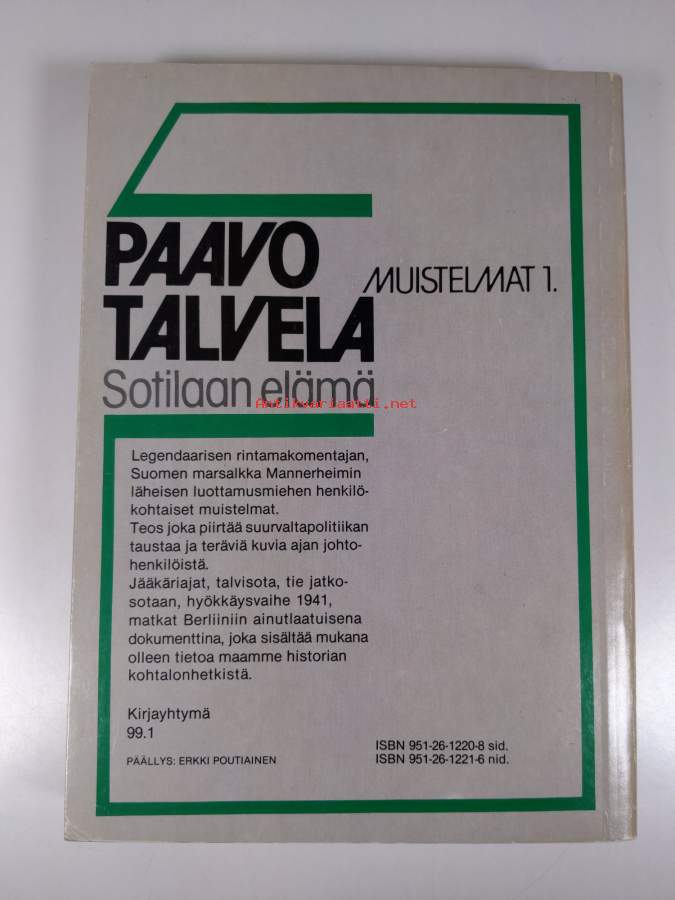 PAAVO
TALVELA
MUISTELMAT 1.
Sotilaan elämä
Antikvariaatti.net
Legendaarisen rintamakomentajan,
Suomen marsalkka Mannerheimin
läheisen luottamusmiehen henkilö-
kohtaiset muistelmat.
Teos joka piirtää suurvaltapolitiikan
taustaa ja teräviä kuvia ajan johto-
henkilöistä.
Jääkäriajat, talvisota, tie jatko-
sotaan, hyökkäysvaihe 1941,
matkat Berliiniin ainutlaatuisena
dokumenttina, joka sisältää mukana
olleen tietoa maamme historian
kohtalonhetkistä.
Kirjayhtymä
99.1
PÄÄLLYS: ERKKI POUTIAINEN
ISBN 951-26-1220-8 sid.
ISBN 951-26-1221-6 nid.